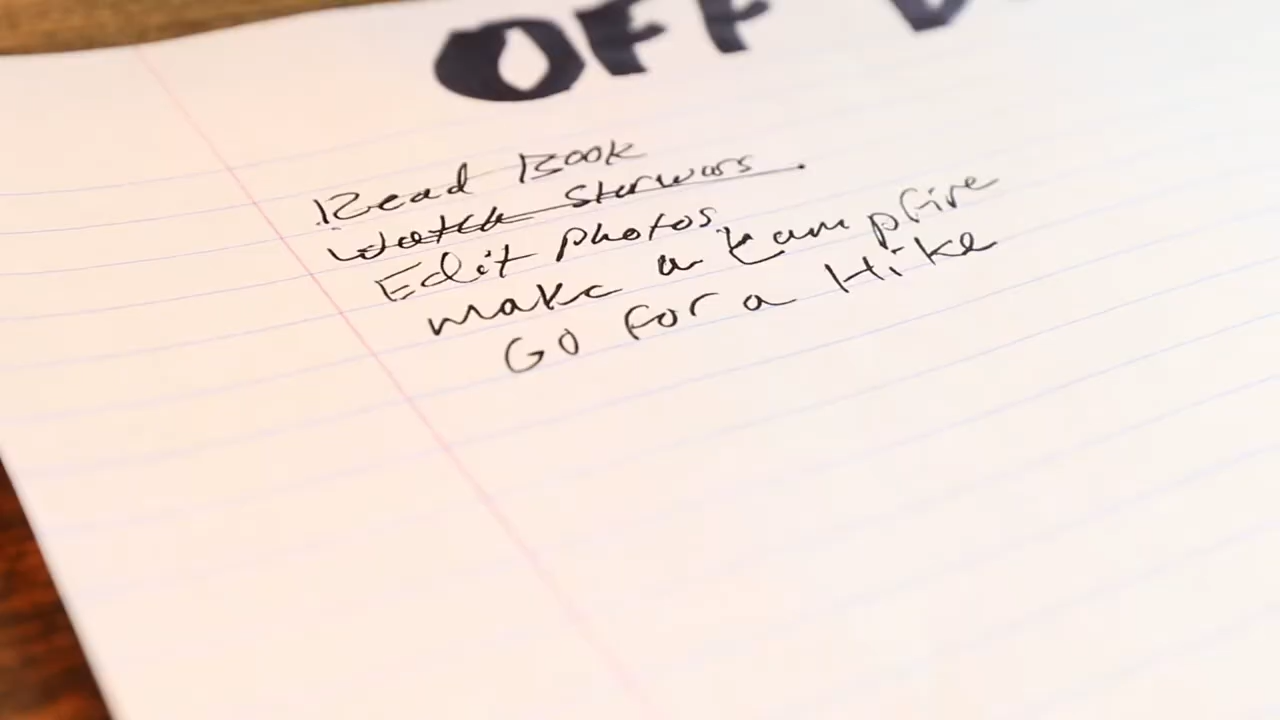 OFF
Read Book
Watch Starwars
Edit photos
make a campfire
Go for a Hike